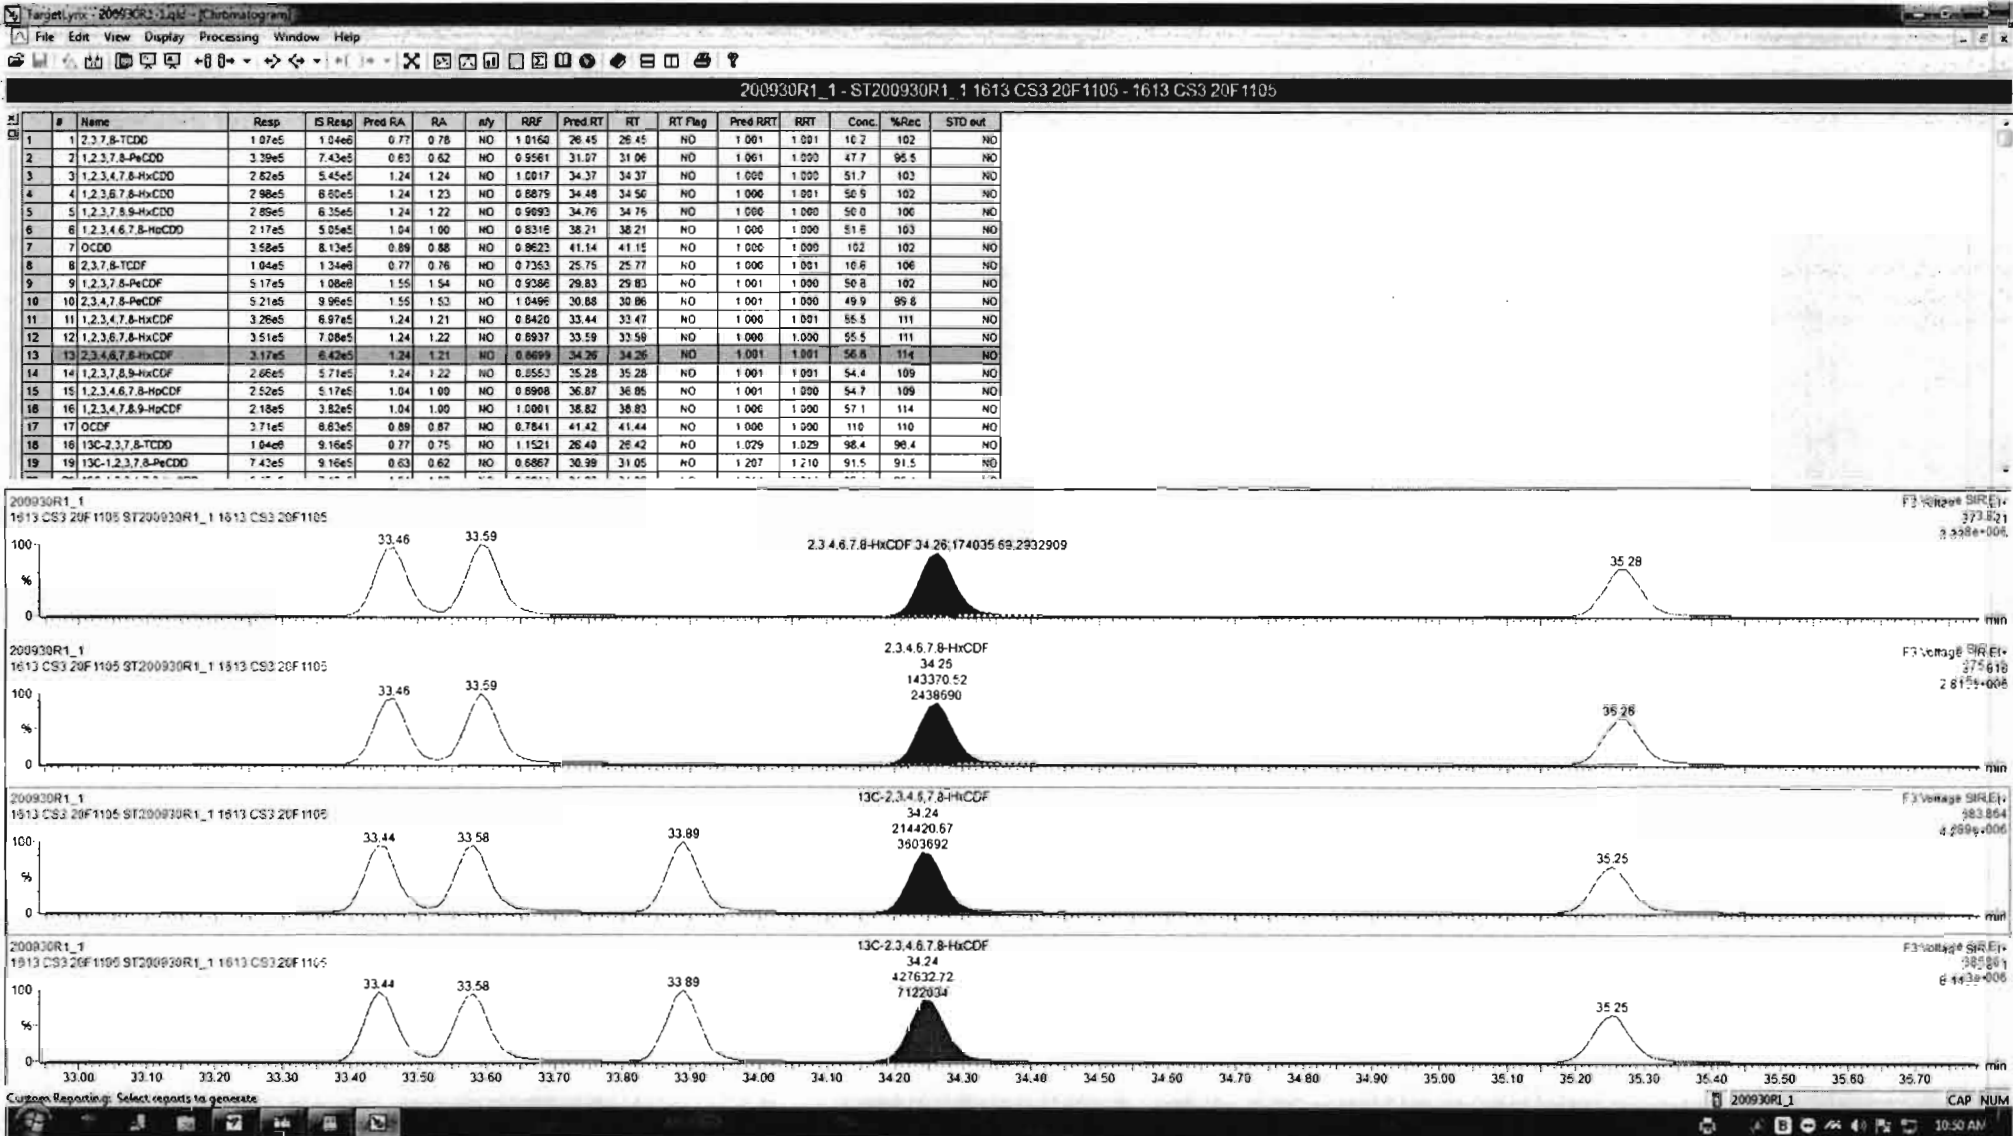 TargetLynx - 200930R1-1.qld - [Chromatogram]
File Edit View Display Processing Window Help
200930R1_1 - ST200930R1_1 1613 CS3 20F1105 - 1613 CS3 20F1105
# Name Resp IS Resp Pred RA RA n/y RRF Pred.RT RT RT Flag Pred RRT RRT Conc. %Rec STD out
1 1 2,3,7,8-TCDD 1.07e5 1.04e6 0.77 0.78 NO 1.0160 26.45 26.45 NO 1.001 1.001 10.2 102 NO
2 2 1,2,3,7,8-PeCDD 3.39e5 7.43e5 0.63 0.62 NO 0.9561 31.07 31.06 NO 1.001 1.000 47.7 95.5 NO
3 3 1,2,3,4,7,8-HxCDD 2.82e5 5.45e5 1.24 1.24 NO 1.0017 34.37 34.37 NO 1.000 1.000 51.7 103 NO
4 4 1,2,3,6,7,8-HxCDD 2.98e5 6.60e5 1.24 1.23 NO 0.8879 34.48 34.50 NO 1.000 1.001 50.9 102 NO
5 5 1,2,3,7,8,9-HxCDD 2.89e5 6.35e5 1.24 1.22 NO 0.9093 34.76 34.76 NO 1.000 1.000 50.0 100 NO
6 6 1,2,3,4,6,7,8-HpCDD 2.17e5 5.05e5 1.04 1.00 NO 0.8316 38.21 38.21 NO 1.000 1.000 51.6 103 NO
7 7 OCDD 3.58e5 8.13e5 0.89 0.88 NO 0.8623 41.14 41.15 NO 1.000 1.000 102 102 NO
8 8 2,3,7,8-TCDF 1.04e5 1.34e6 0.77 0.76 NO 0.7353 25.75 25.77 NO 1.000 1.001 10.6 106 NO
9 9 1,2,3,7,8-PeCDF 5.17e5 1.08e6 1.55 1.54 NO 0.9386 29.83 29.83 NO 1.001 1.000 50.8 102 NO
10 10 2,3,4,7,8-PeCDF 5.21e5 9.96e5 1.55 1.53 NO 1.0496 30.88 30.86 NO 1.001 1.000 49.9 99.8 NO
11 11 1,2,3,4,7,8-HxCDF 3.26e5 6.97e5 1.24 1.21 NO 0.8420 33.44 33.47 NO 1.000 1.001 55.5 111 NO
12 12 1,2,3,6,7,8-HxCDF 3.51e5 7.08e5 1.24 1.22 NO 0.8937 33.59 33.59 NO 1.000 1.000 55.5 111 NO
13 13 2,3,4,6,7,8-HxCDF 3.17e5 6.42e5 1.24 1.21 NO 0.8699 34.26 34.26 NO 1.001 1.001 56.8 114 NO
14 14 1,2,3,7,8,9-HxCDF 2.66e5 5.71e5 1.24 1.22 NO 0.8553 35.28 35.28 NO 1.001 1.001 54.4 109 NO
15 15 1,2,3,4,6,7,8-HpCDF 2.52e5 5.17e5 1.04 1.00 NO 0.8908 36.87 36.85 NO 1.001 1.000 54.7 109 NO
16 16 1,2,3,4,7,8,9-HpCDF 2.18e5 3.82e5 1.04 1.00 NO 1.0001 38.82 38.83 NO 1.000 1.000 57.1 114 NO
17 17 OCDF 3.71e5 8.63e5 0.89 0.87 NO 0.7841 41.42 41.44 NO 1.000 1.000 110 110 NO
18 18 13C-2,3,7,8-TCDD 1.04e6 9.16e5 0.77 0.75 NO 1.1521 26.40 26.42 NO 1.029 1.029 98.4 98.4 NO
19 19 13C-1,2,3,7,8-PeCDD 7.43e5 9.16e5 0.63 0.62 NO 0.8867 30.99 31.05 NO 1.207 1.210 91.5 91.5 NO
200930R1_1
1613 CS3 20F1105 ST200930R1_1 1613 CS3 20F1105
F3:Voltage SIR,EI+
373.821
100 % 0
33.46 33.59 2,3,4,6,7,8-HxCDF;34.26;174035.69;2932909 35.28
min
200930R1_1
1613 CS3 20F1105 ST200930R1_1 1613 CS3 20F1105
F3:Voltage SIR,EI+
2,3,4,6,7,8-HxCDF
34.25
143370.52
2438690
100 % 0
33.46 33.59 35.28
min
200930R1_1
1613 CS3 20F1105 ST200930R1_1 1613 CS3 20F1105
F3:Voltage SIR,EI+
383.864
13C-2,3,4,6,7,8-HxCDF
34.24
214420.67
3603692
100 % 0
33.44 33.58 33.89 35.25
min
200930R1_1
1613 CS3 20F1105 ST200930R1_1 1613 CS3 20F1105
F3:Voltage SIR,EI+
13C-2,3,4,6,7,8-HxCDF
34.24
427632.72
7122034
100 % 0
33.44 33.58 33.89 35.25
min
33.00 33.10 33.20 33.30 33.40 33.50 33.60 33.70 33.80 33.90 34.00 34.10 34.20 34.30 34.40 34.50 34.60 34.70 34.80 34.90 35.00 35.10 35.20 35.30 35.40 35.50 35.60 35.70
Custom Reporting: Select reports to generate
200930R1_1 CAP NUM
10:50 AM